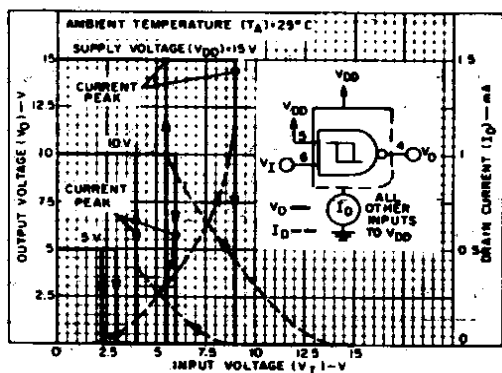 AMBIENT TEMPERATURE (TA)=25°C
SUPPLY VOLTAGE (VDD)=15 V
CURRENT PEAK
10 V
CURRENT PEAK
5 V
OUTPUT VOLTAGE (VO)-V
15
12.5
10
7.5
5
2.5
0
2.5
5
7.5
10
12.5
15
INPUT VOLTAGE (VI)-V
DRAIN CURRENT (ID)-mA
1.5
1
0.5
0
VDD
VDD
5
VI
6
4
VO
ID
VO —
ID ---
ALL OTHER INPUTS TO VDD